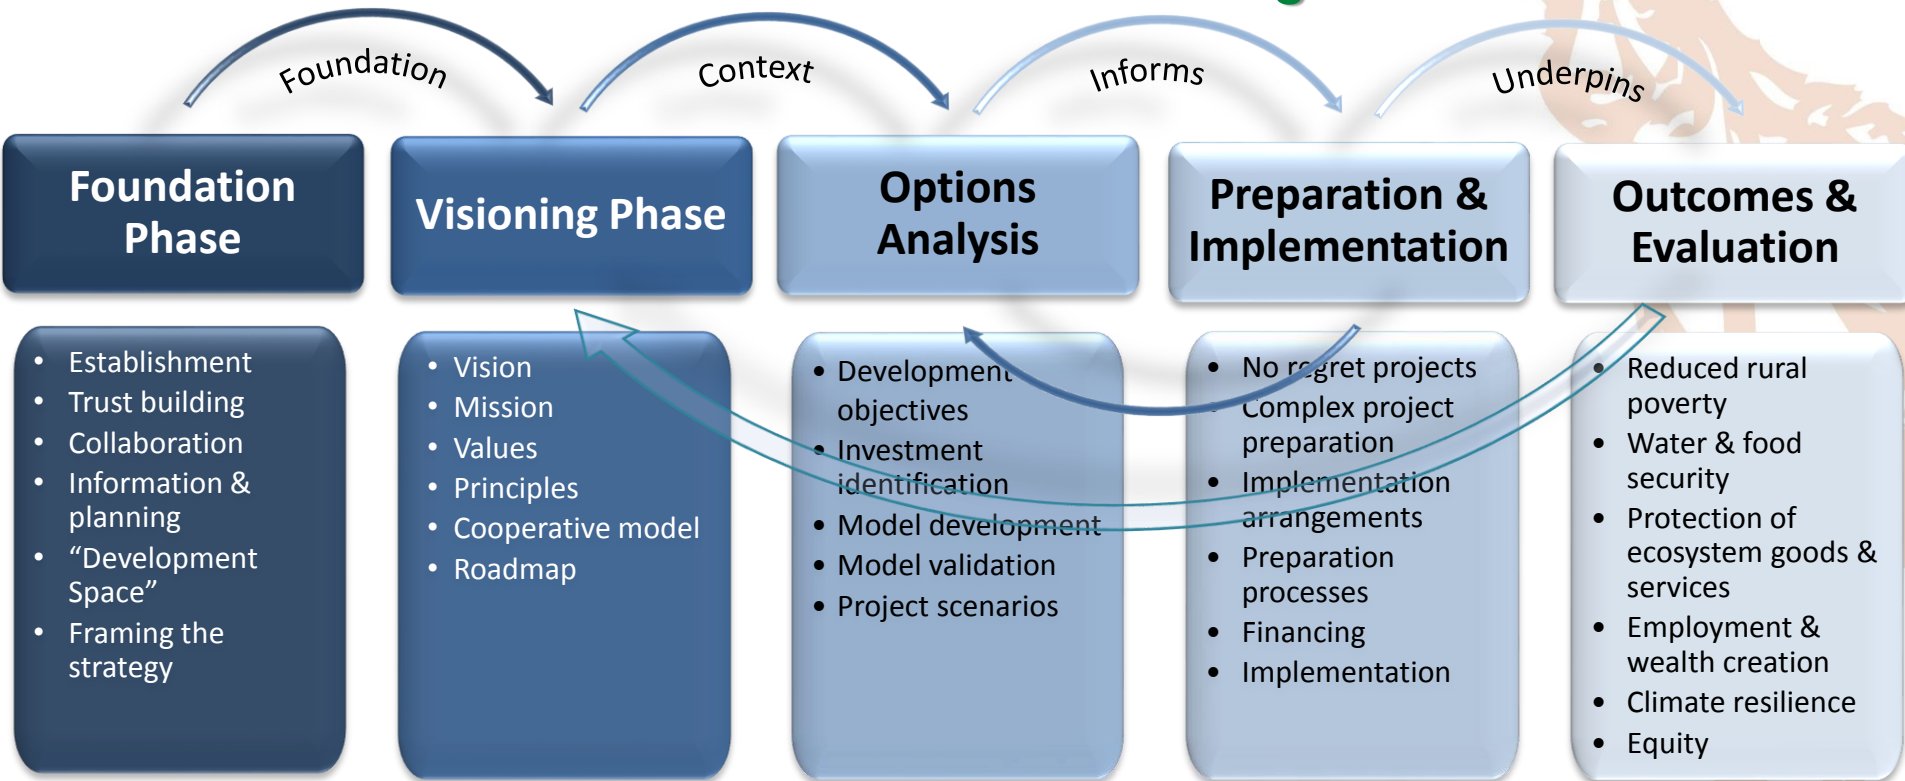 Foundation
Context
Informs
Underpins
Foundation
Phase
Visioning Phase
Options
Analysis
Preparation &
Implementation
Outcomes &
Evaluation
• Establishment
• Trust building
• Collaboration
• Information &
planning
• “Development
Space”
• Framing the
strategy
• Vision
• Mission
• Values
• Principles
• Cooperative model
• Roadmap
• Development
objectives
• Investment
identification
• Model development
• Model validation
• Project scenarios
• No regret projects
• Complex project
preparation
• Implementation
arrangements
• Preparation
processes
• Financing
• Implementation
• Reduced rural
poverty
• Water & food
security
• Protection of
ecosystem goods &
services
• Employment &
wealth creation
• Climate resilience
• Equity